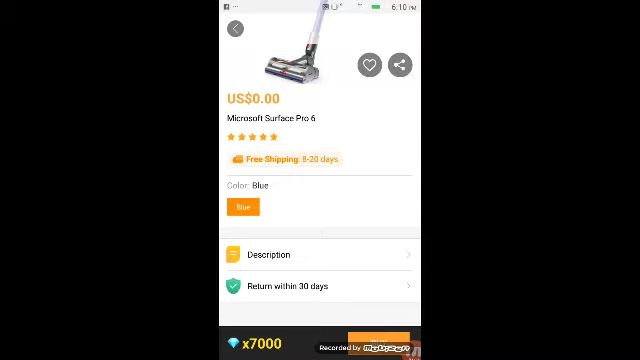 6:10 PM
US$0.00
Microsoft Surface Pro 6
Free Shipping: 8-20 days
Color: Blue
Blue
Description
Return within 30 days
x7000
Recorded by